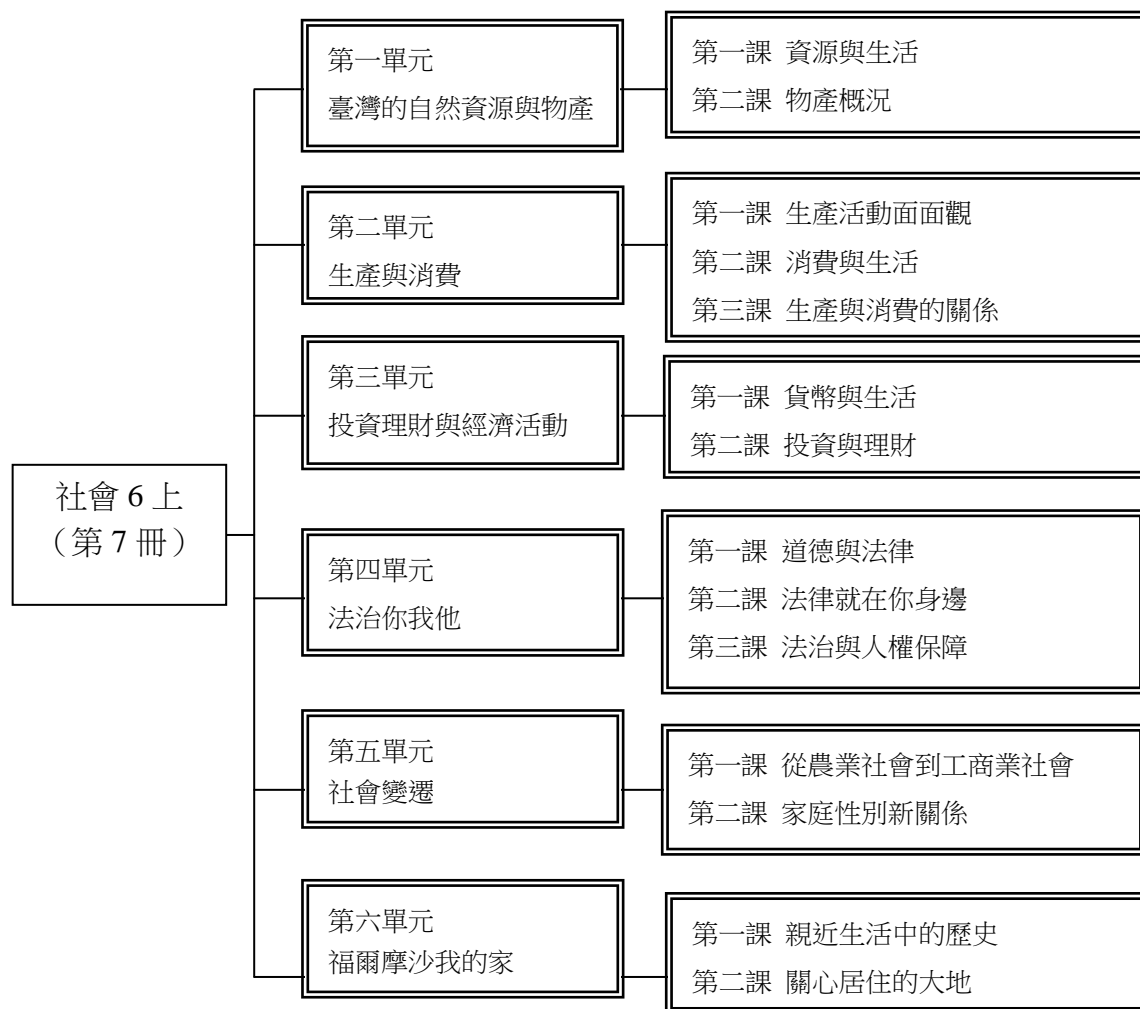 社會 6 上
（第 7 冊）
第一單元
臺灣的自然資源與物產
第一課 資源與生活
第二課 物產概況
第二單元
生產與消費
第一課 生產活動面面觀
第二課 消費與生活
第三課 生產與消費的關係
第三單元
投資理財與經濟活動
第一課 貨幣與生活
第二課 投資與理財
第四單元
法治你我他
第一課 道德與法律
第二課 法律就在你身邊
第三課 法治與人權保障
第五單元
社會變遷
第一課 從農業社會到工商業社會
第二課 家庭性別新關係
第六單元
福爾摩沙我的家
第一課 親近生活中的歷史
第二課 關心居住的大地